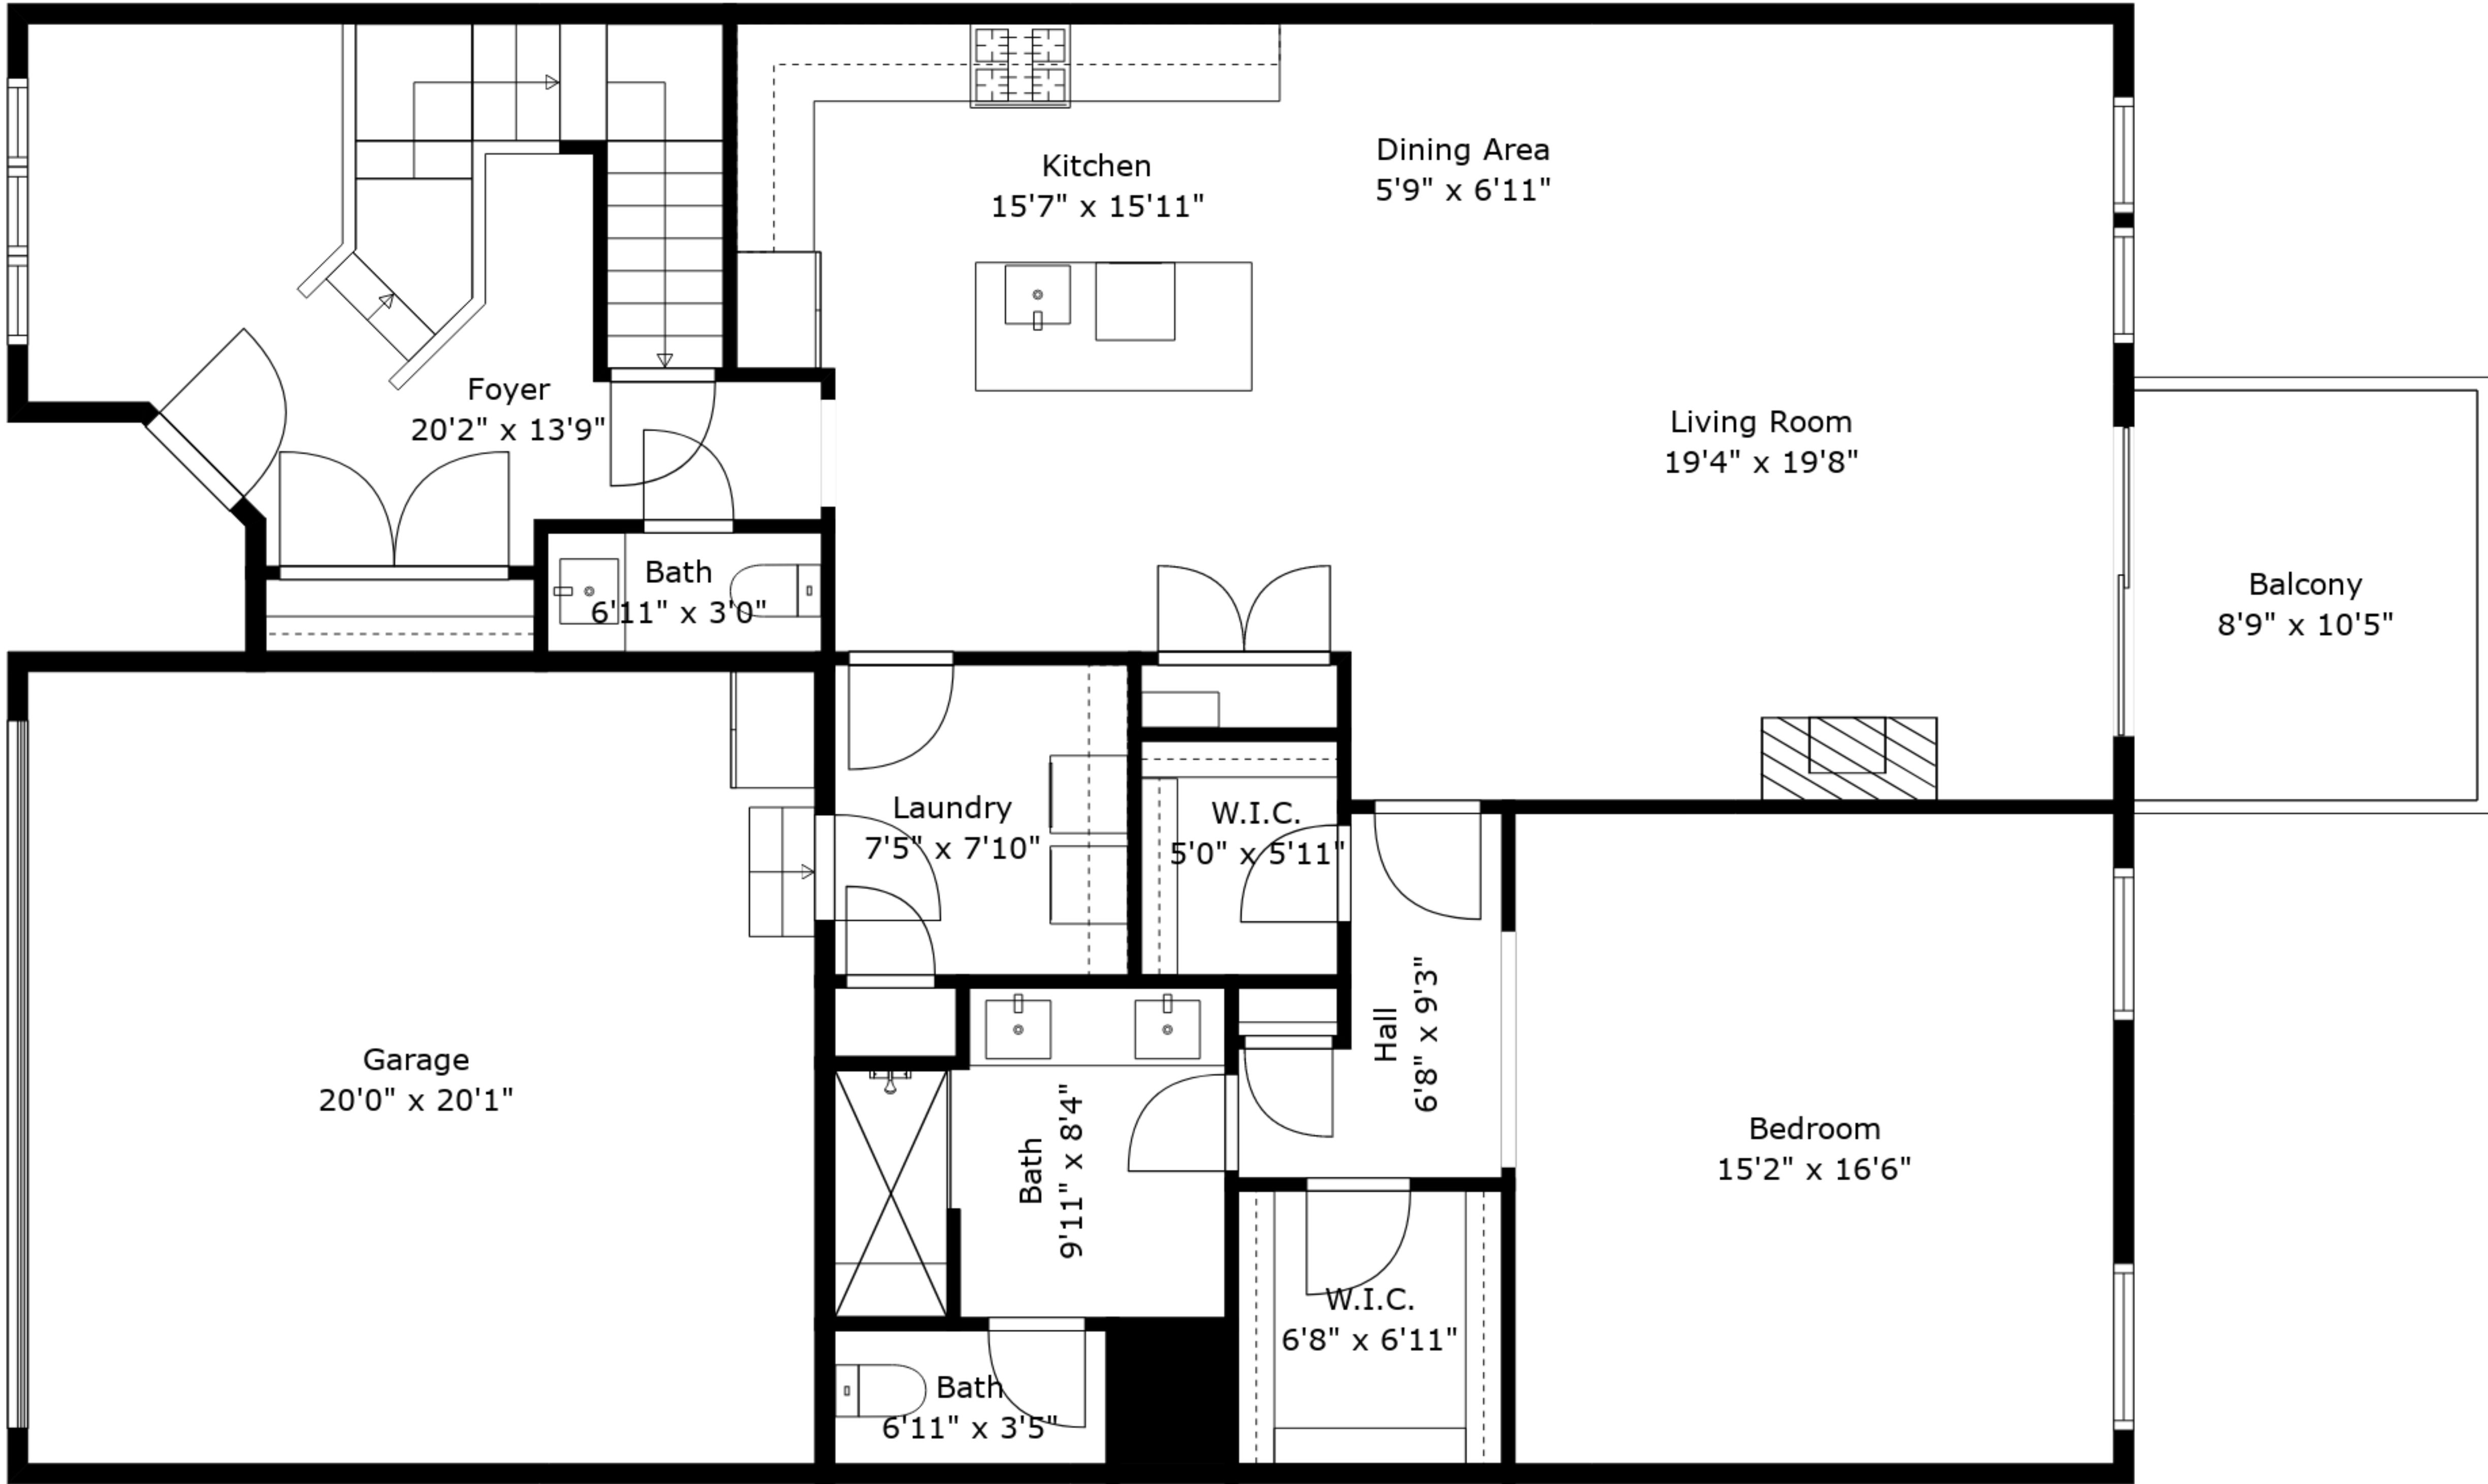 Kitchen
15'7" x 15'11"
Dining Area
5'9" x 6'11"
Foyer
20'2" x 13'9"
Living Room
19'4" x 19'8"
Bath
6'11" x 3'0"
Balcony
8'9" x 10'5"
Laundry
7'5" x 7'10"
W.I.C.
5'0" x 5'11"
Hall
6'8" x 9'3"
Garage
20'0" x 20'1"
Bath
9'11" x 8'4"
Bedroom
15'2" x 16'6"
W.I.C.
6'8" x 6'11"
Bath
6'11" x 3'5"